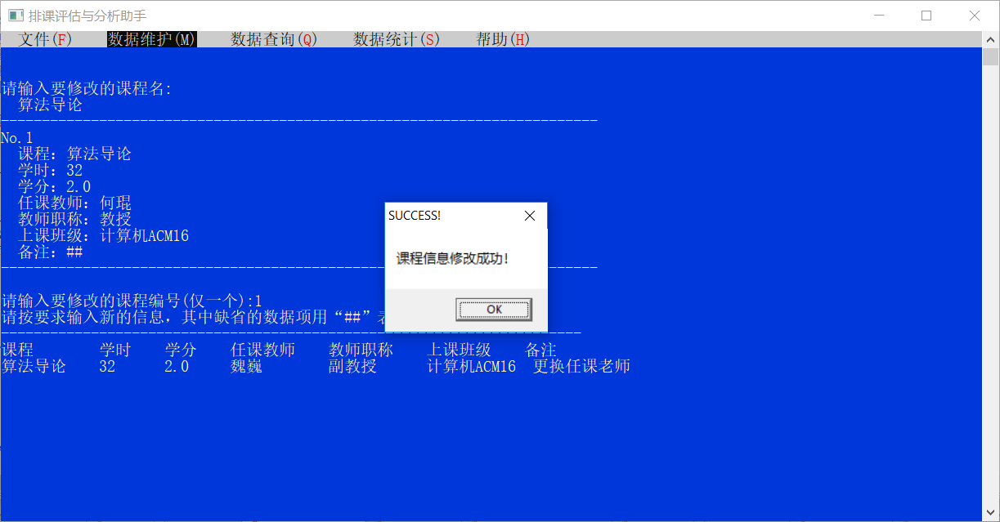 排课评估与分析助手
文件(F) 数据维护(M) 数据查询(Q) 数据统计(S) 帮助(H)
请输入要修改的课程名:
算法导论
No.1
课程: 算法导论
学时: 32
学分: 2.0
任课教师: 何琨
教师职称: 教授
上课班级: 计算机ACM16
备注: ##
请输入要修改的课程编号(仅一个):1
请按要求输入新的信息，其中缺省的数据项用“##”表
课程 学时 学分 任课教师 教师职称 上课班级 备注
算法导论 32 2.0 魏巍 副教授 计算机ACM16 更换任课老师
SUCCESS!
课程信息修改成功!
OK